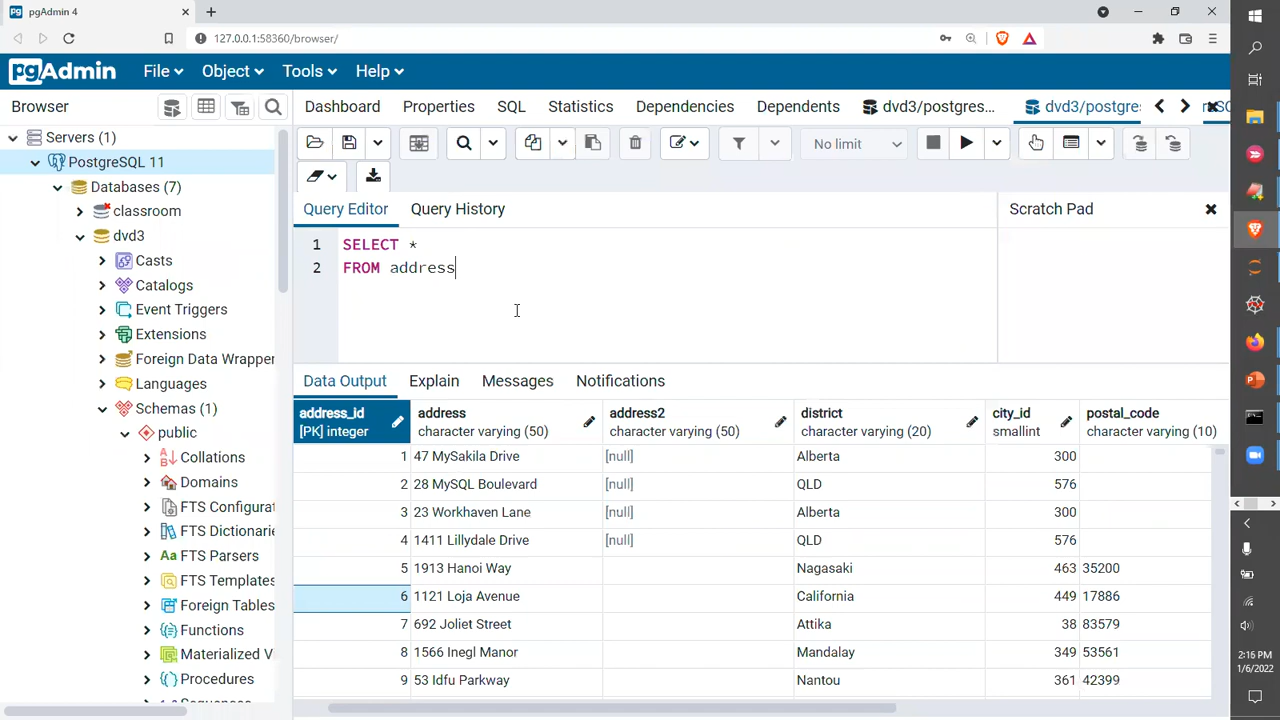 pgAdmin 4
127.0.0.1:58360/browser/
pgAdmin File Object Tools Help
Browser Dashboard Properties SQL Statistics Dependencies Dependents dvd3/postgres... dvd3/postgre
Servers (1)
PostgreSQL 11
Databases (7)
classroom
dvd3
Casts
Catalogs
Event Triggers
Extensions
Foreign Data Wrapper
Languages
Schemas (1)
public
Collations
Domains
FTS Configurat
FTS Dictionarie
Aa FTS Parsers
FTS Templates
Foreign Tables
Functions
Materialized V
Procedures
No limit
Query Editor Query History Scratch Pad
1 SELECT *
2 FROM address
Data Output Explain Messages Notifications
address_id address address2 district city_id postal_code
[PK] integer character varying (50) character varying (50) character varying (20) smallint character varying (10)
1 47 MySakila Drive [null] Alberta 300
2 28 MySQL Boulevard [null] QLD 576
3 23 Workhaven Lane [null] Alberta 300
4 1411 Lillydale Drive [null] QLD 576
5 1913 Hanoi Way Nagasaki 463 35200
6 1121 Loja Avenue California 449 17886
7 692 Joliet Street Attika 38 83579
8 1566 Inegl Manor Mandalay 349 53561
9 53 Idfu Parkway Nantou 361 42399
2:16 PM
1/6/2022